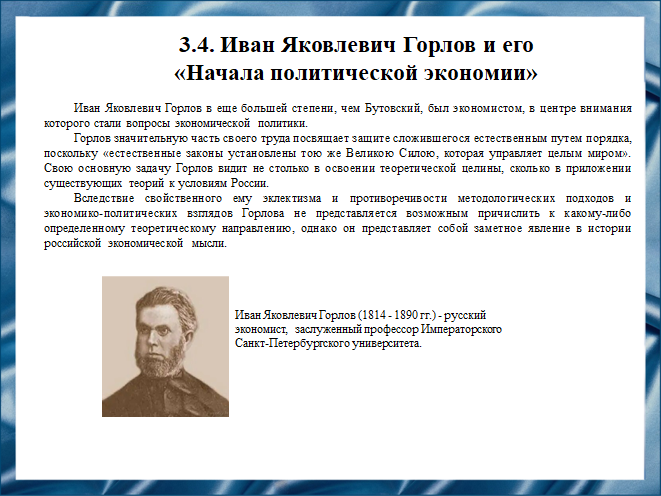 3.4. Иван Яковлевич Горлов и его
«Начала политической экономии»
Иван Яковлевич Горлов в еще большей степени, чем Бутовский, был экономистом, в центре внимания
которого стали вопросы экономической политики.
Горлов значительную часть своего труда посвящает защите сложившегося естественным путем порядка,
поскольку «естественные законы установлены тою же Великою Силою, которая управляет целым миром».
Свою основную задачу Горлов видит не столько в освоении теоретической целины, сколько в приложении
существующих теорий к условиям России.
Вследствие свойственного ему эклектизма и противоречивости методологических подходов и
экономико-политических взглядов Горлова не представляется возможным причислить к какому-либо
определенному теоретическому направлению, однако он представляет собой заметное явление в истории
российской экономической мысли.
Иван Яковлевич Горлов (1814 - 1890 гг.) - русский
экономист, заслуженный профессор Императорского
Санкт-Петербургского университета.